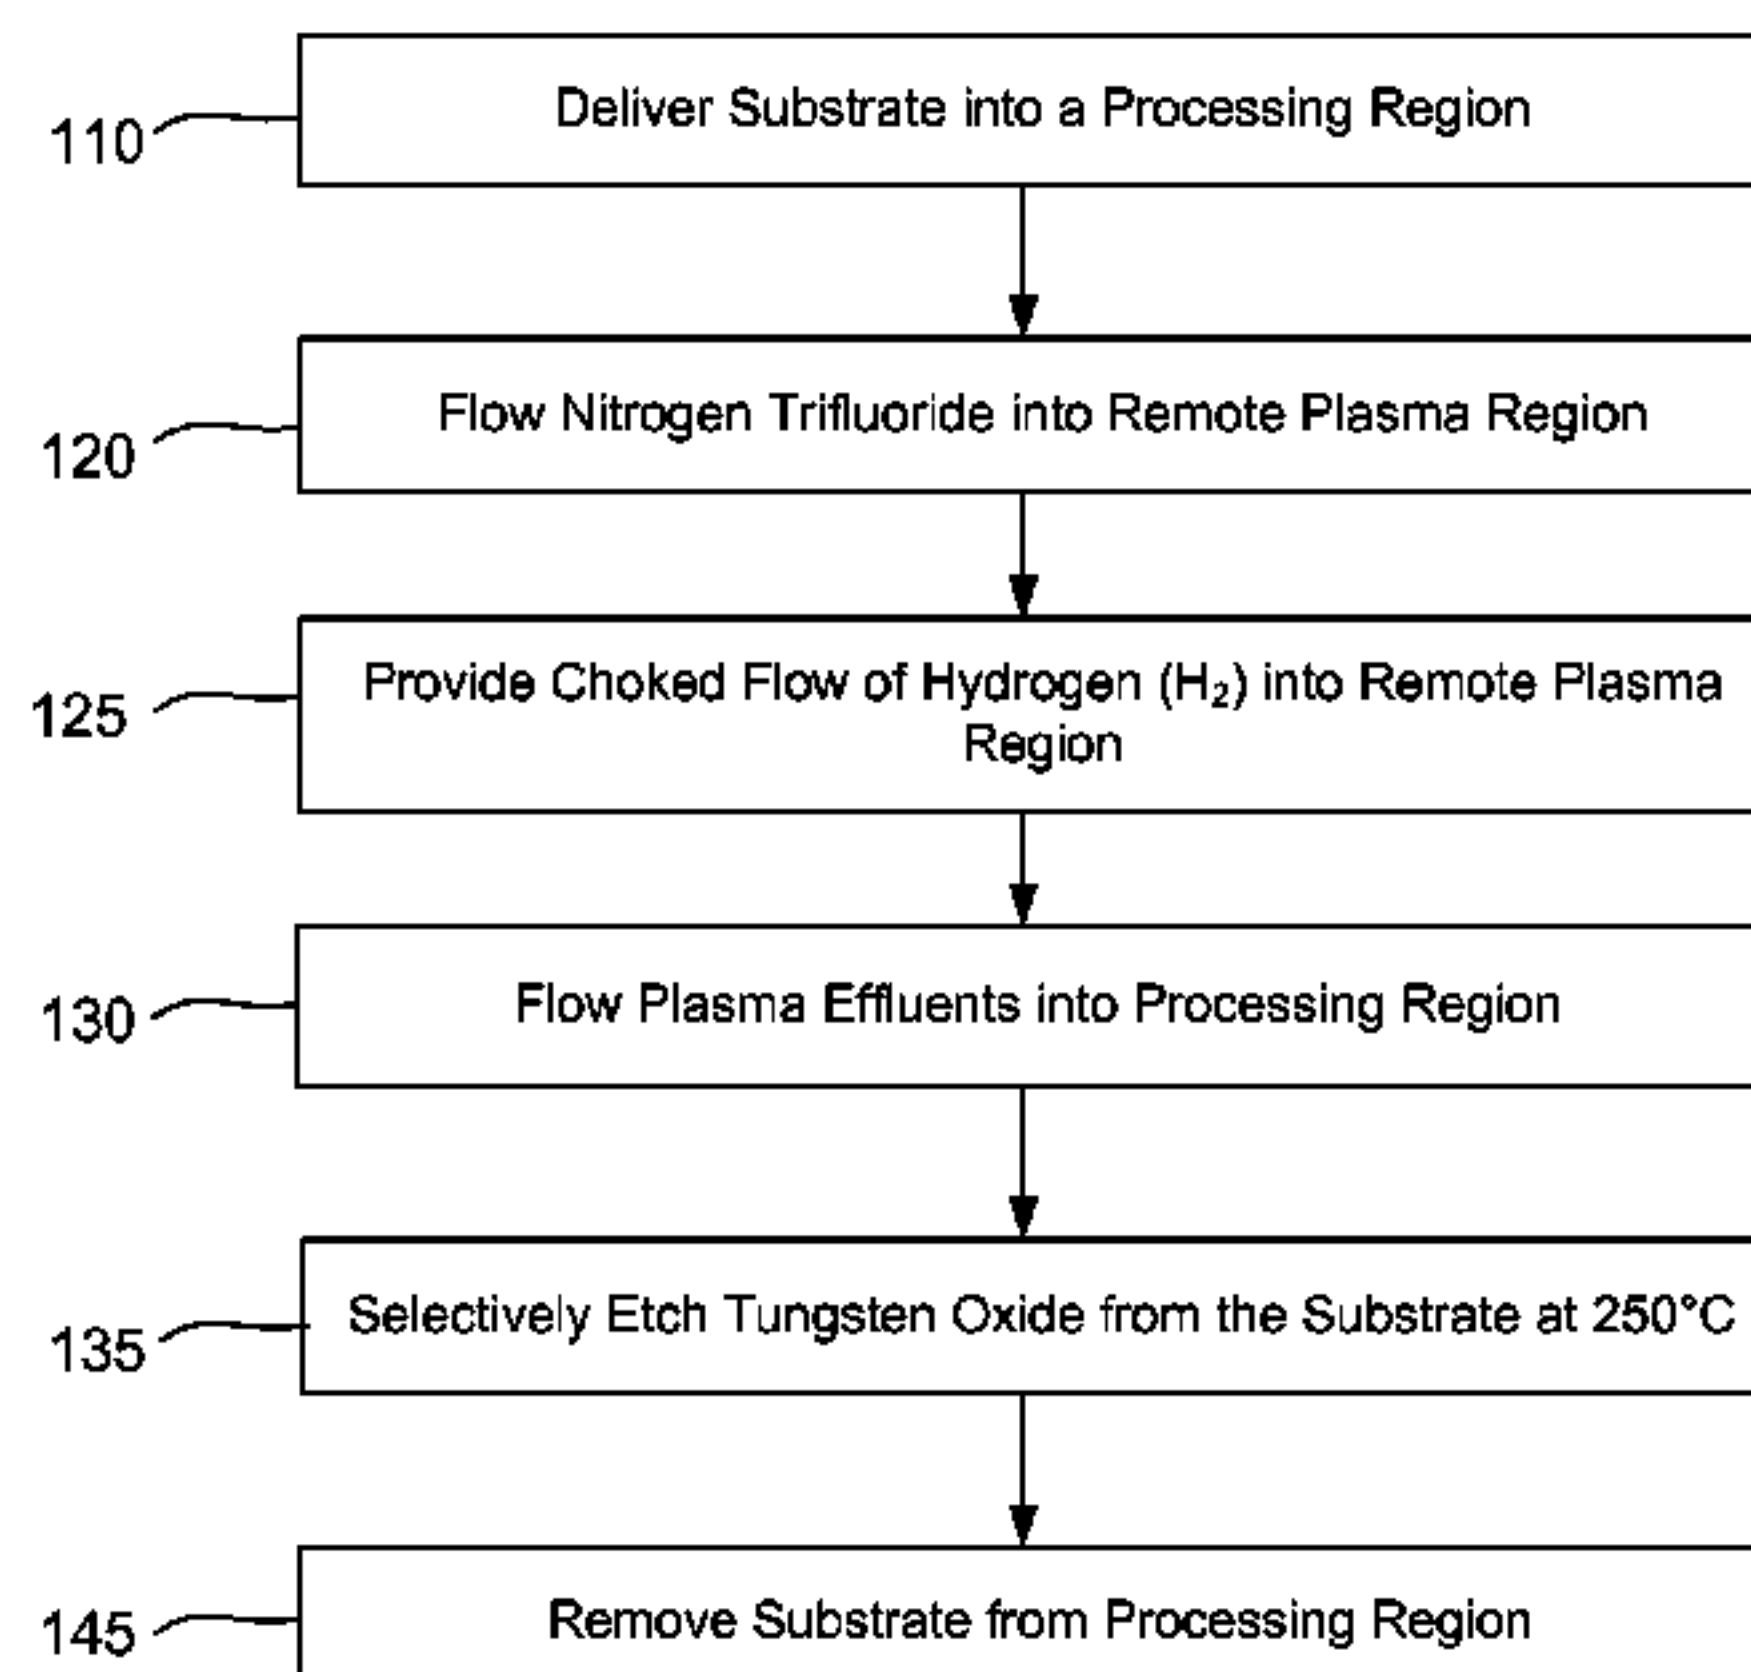 110 Deliver Substrate into a Processing Region
120 Flow Nitrogen Trifluoride into Remote Plasma Region
125 Provide Choked Flow of Hydrogen (H₂) into Remote Plasma
Region
130 Flow Plasma Effluents into Processing Region
135 Selectively Etch Tungsten Oxide from the Substrate at 250°C
145 Remove Substrate from Processing Region